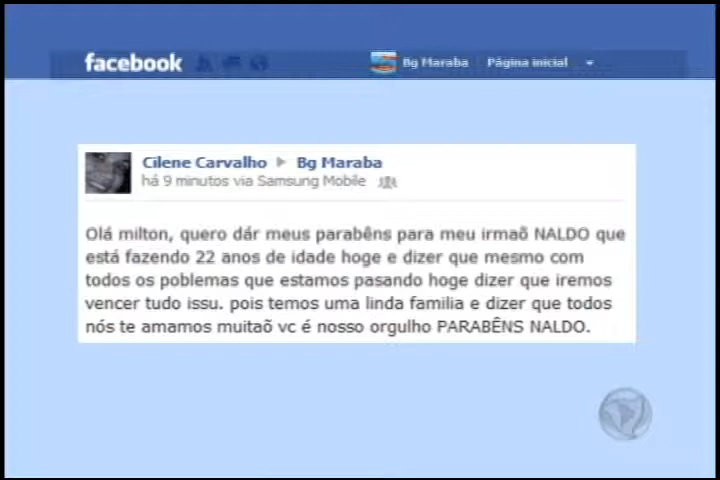 facebook
Bg Maraba Página inicial
Cilene Carvalho Bg Maraba
há 9 minutos via Samsung Mobile
Olá milton, quero dár meus parabêns para meu irmaõ NALDO que
está fazendo 22 anos de idade hoge e dizer que mesmo com
todos os poblemas que estamos pasando hoge dizer que iremos
vencer tudo issu. pois temos uma linda familia e dizer que todos
nós te amamos muitaõ vc é nosso orgulho PARABÊNS NALDO.